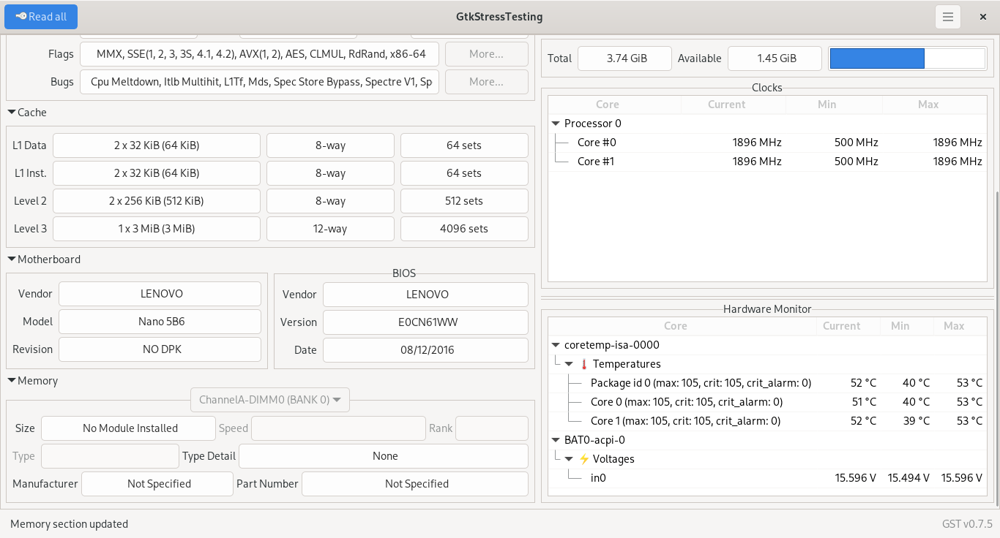 Read all
GtkStressTesting
Flags MMX, SSE(1, 2, 3, 3S, 4.1, 4.2), AVX(1, 2), AES, CLMUL, RdRand, x86-64 More...
Bugs Cpu Meltdown, Itlb Multihit, L1Tf, Mds, Spec Store Bypass, Spectre V1, Sp More...
Cache
L1 Data 2 x 32 KiB (64 KiB) 8-way 64 sets
L1 Inst. 2 x 32 KiB (64 KiB) 8-way 64 sets
Level 2 2 x 256 KiB (512 KiB) 8-way 512 sets
Level 3 1 x 3 MiB (3 MiB) 12-way 4096 sets
Motherboard
Vendor LENOVO
Model Nano 5B6
Revision NO DPK
BIOS
Vendor LENOVO
Version E0CN61WW
Date 08/12/2016
Memory
ChannelA-DIMM0 (BANK 0)
Size No Module Installed Speed Rank
Type Type Detail None
Manufacturer Not Specified Part Number Not Specified
Total 3.74 GiB Available 1.45 GiB
Clocks
Core Current Min Max
Processor 0
Core #0 1896 MHz 500 MHz 1896 MHz
Core #1 1896 MHz 500 MHz 1896 MHz
Hardware Monitor
Core Current Min Max
coretemp-isa-0000
Temperatures
Package id 0 (max: 105, crit: 105, crit_alarm: 0) 52 °C 40 °C 53 °C
Core 0 (max: 105, crit: 105, crit_alarm: 0) 51 °C 40 °C 53 °C
Core 1 (max: 105, crit: 105, crit_alarm: 0) 52 °C 39 °C 53 °C
BAT0-acpi-0
Voltages
in0 15.596 V 15.494 V 15.596 V
Memory section updated
GST v0.7.5